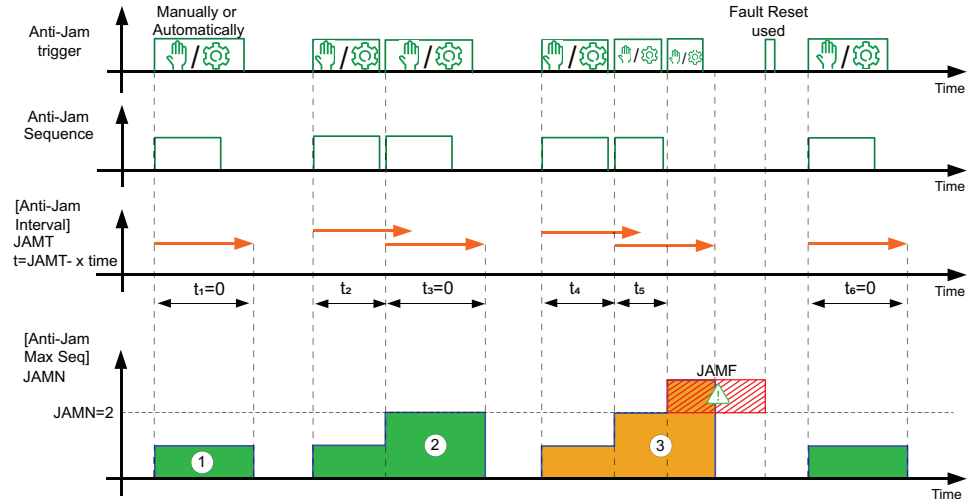 Manually or
Automatically
Fault Reset
used
Anti-Jam
trigger
/
/
/
/
/
/
/
Time
Anti-Jam
Sequence
Time
[Anti-Jam
Interval]
JAMT
t=JAMT- x time
t₁=0
t₂
t₃=0
t₄
t₅
t₆=0
Time
[Anti-Jam
Max Seq]
JAMN
JAMF
JAMN=2
1
2
3
Time